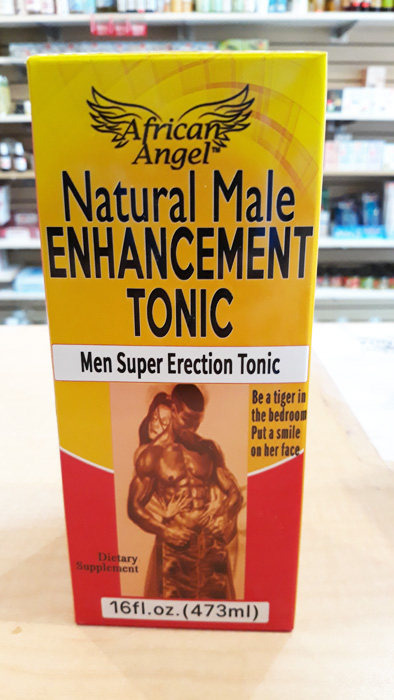 African
Angel™
Natural Male
ENHANCEMENT
TONIC
Men Super Erection Tonic
Be a tiger in
the bedroom
Put a smile
on her face
Dietary
Supplement
16fl.oz.(473ml)